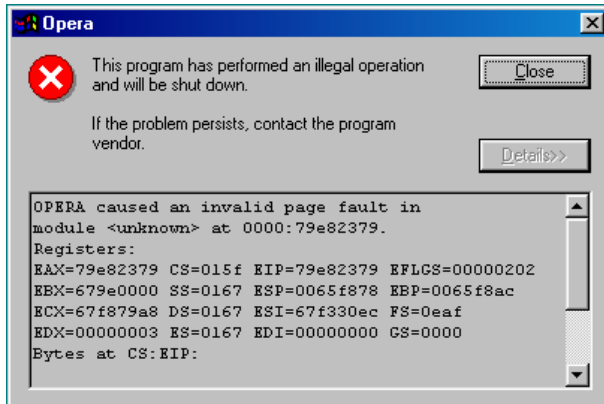 Opera
This program has performed an illegal operation
and will be shut down.
If the problem persists, contact the program
vendor.
Close
Details>>
OPERA caused an invalid page fault in
module <unknown> at 0000:79e82379.
Registers:
EAX=79e82379 CS=015f EIP=79e82379 EFLGS=00000202
EBX=679e0000 SS=0167 ESP=0065f878 EBP=0065f8ac
ECX=67f879a8 DS=0167 ESI=67f330ec FS=0eaf
EDX=00000003 ES=0167 EDI=00000000 GS=0000
Bytes at CS:EIP: